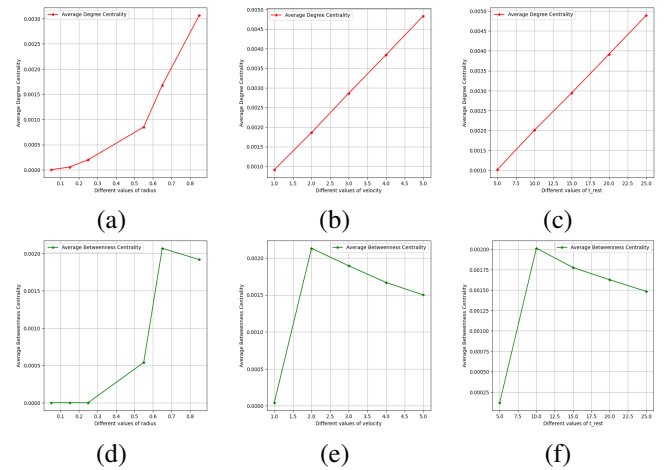 Average Degree Centrality
0.0030
0.0025
0.0020
0.0015
0.0010
0.0005
0.0000
Average Degree Centrality
0.1 0.2 0.3 0.4 0.5 0.6 0.7 0.8
Different values of radius
(a)
Average Degree Centrality
0.0050
0.0045
0.0040
0.0035
0.0030
0.0025
0.0020
0.0015
0.0010
Average Degree Centrality
1.0 1.5 2.0 2.5 3.0 3.5 4.0 4.5 5.0
Different values of velocity
(b)
Average Degree Centrality
0.0050
0.0045
0.0040
0.0035
0.0030
0.0025
0.0020
0.0015
0.0010
Average Degree Centrality
5.0 7.5 10.0 12.5 15.0 17.5 20.0 22.5 25.0
Different values of t_rest
(c)
Average Betweenness Centrality
0.0020
0.0015
0.0010
0.0005
0.0000
Average Betweenness Centrality
0.1 0.2 0.3 0.4 0.5 0.6 0.7 0.8
Different values of radius
(d)
Average Betweenness Centrality
0.0020
0.0015
0.0010
0.0005
0.0000
Average Betweenness Centrality
1.0 1.5 2.0 2.5 3.0 3.5 4.0 4.5 5.0
Different values of velocity
(e)
Average Betweenness Centrality
0.00200
0.00175
0.00150
0.00125
0.00100
0.00075
0.00050
0.00025
Average Betweenness Centrality
5.0 7.5 10.0 12.5 15.0 17.5 20.0 22.5 25.0
Different values of t_rest
(f)